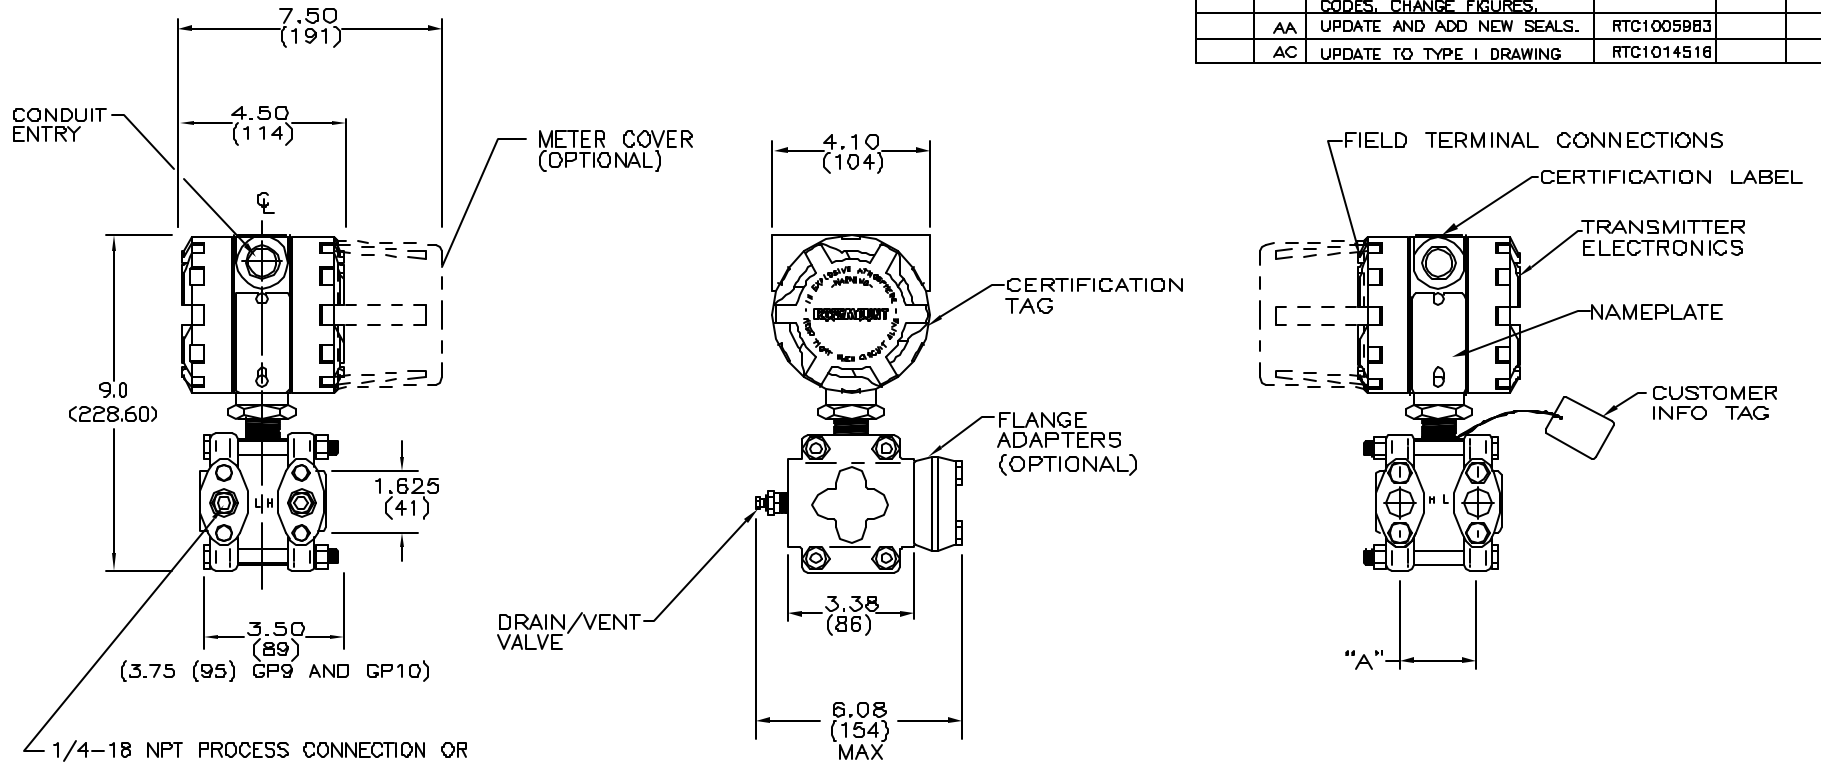 CODES. CHANGE FIGURES.
AA UPDATE AND ADD NEW SEALS. RTC1005983
AC UPDATE TO TYPE 1 DRAWING RTC1014516
7.50
(191)
4.50
(114)
CONDUIT
ENTRY
METER COVER
(OPTIONAL)
9.0
(228.60)
1.625
(41)
L H
3.50
(89)
(3.75 (95) GP9 AND GP10)
1/4-18 NPT PROCESS CONNECTION OR
4.10
(104)
ROSEMOUNT
CERTIFICATION
TAG
FLANGE
ADAPTERS
(OPTIONAL)
DRAIN/VENT
VALVE
3.38
(86)
6.08
(154)
MAX
FIELD TERMINAL CONNECTIONS
CERTIFICATION LABEL
TRANSMITTER
ELECTRONICS
NAMEPLATE
CUSTOMER
INFO TAG
H L
"A"